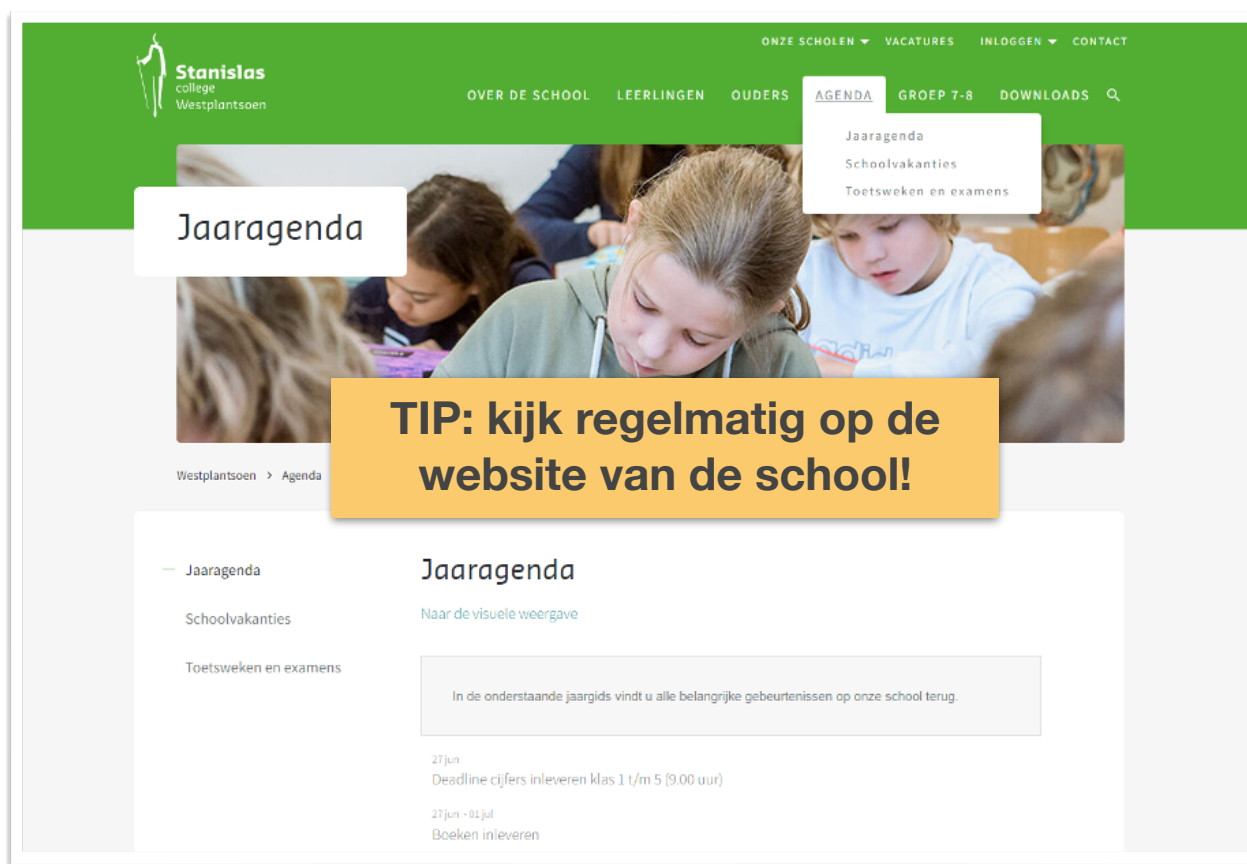 ONZE SCHOLEN VACATURES INLOGGEN CONTACT
Stanislas
college
Westplantsoen
OVER DE SCHOOL LEERLINGEN OUDERS AGENDA GROEP 7-8 DOWNLOADS
Jaaragenda
Schoolvakanties
Toetsweken en examens
Jaaragenda
TIP: kijk regelmatig op de
website van de school!
Westplantsoen > Agenda
Jaaragenda
Schoolvakanties
Toetsweken en examens
Jaaragenda
Naar de visuele weergave
In de onderstaande jaargids vindt u alle belangrijke gebeurtenissen op onze school terug.
27 jun
Deadline cijfers inleveren klas 1 t/m 5 (9.00 uur)
27 jun - 01 jul
Boeken inleveren